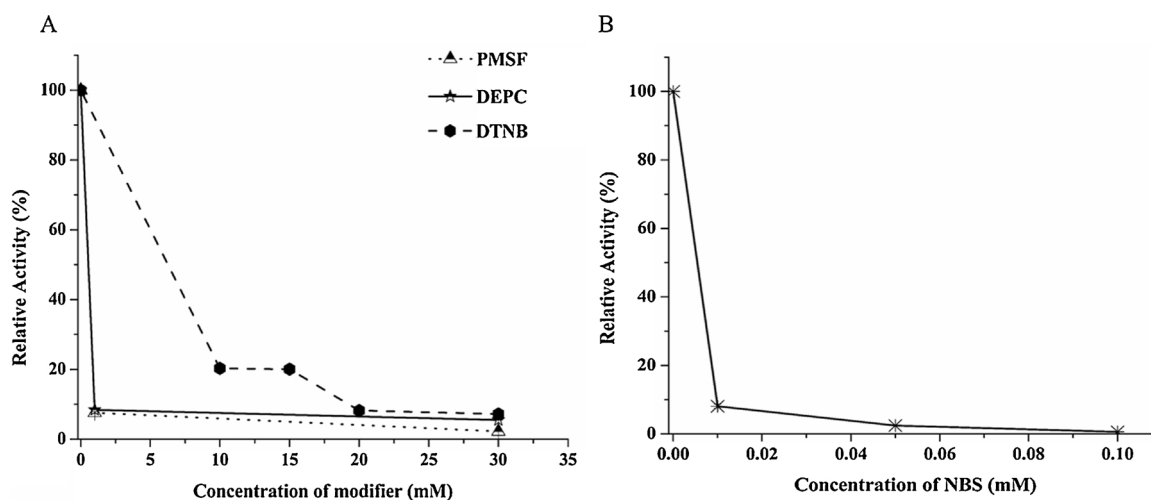 A
PMSF
DEPC
DTNB
Relative Activity (%)
100
80
60
40
20
0
0 5 10 15 20 25 30 35
Concentration of modifier (mM)
B
Relative Activity (%)
100
80
60
40
20
0
0.00 0.02 0.04 0.06 0.08 0.10
Concentration of NBS (mM)